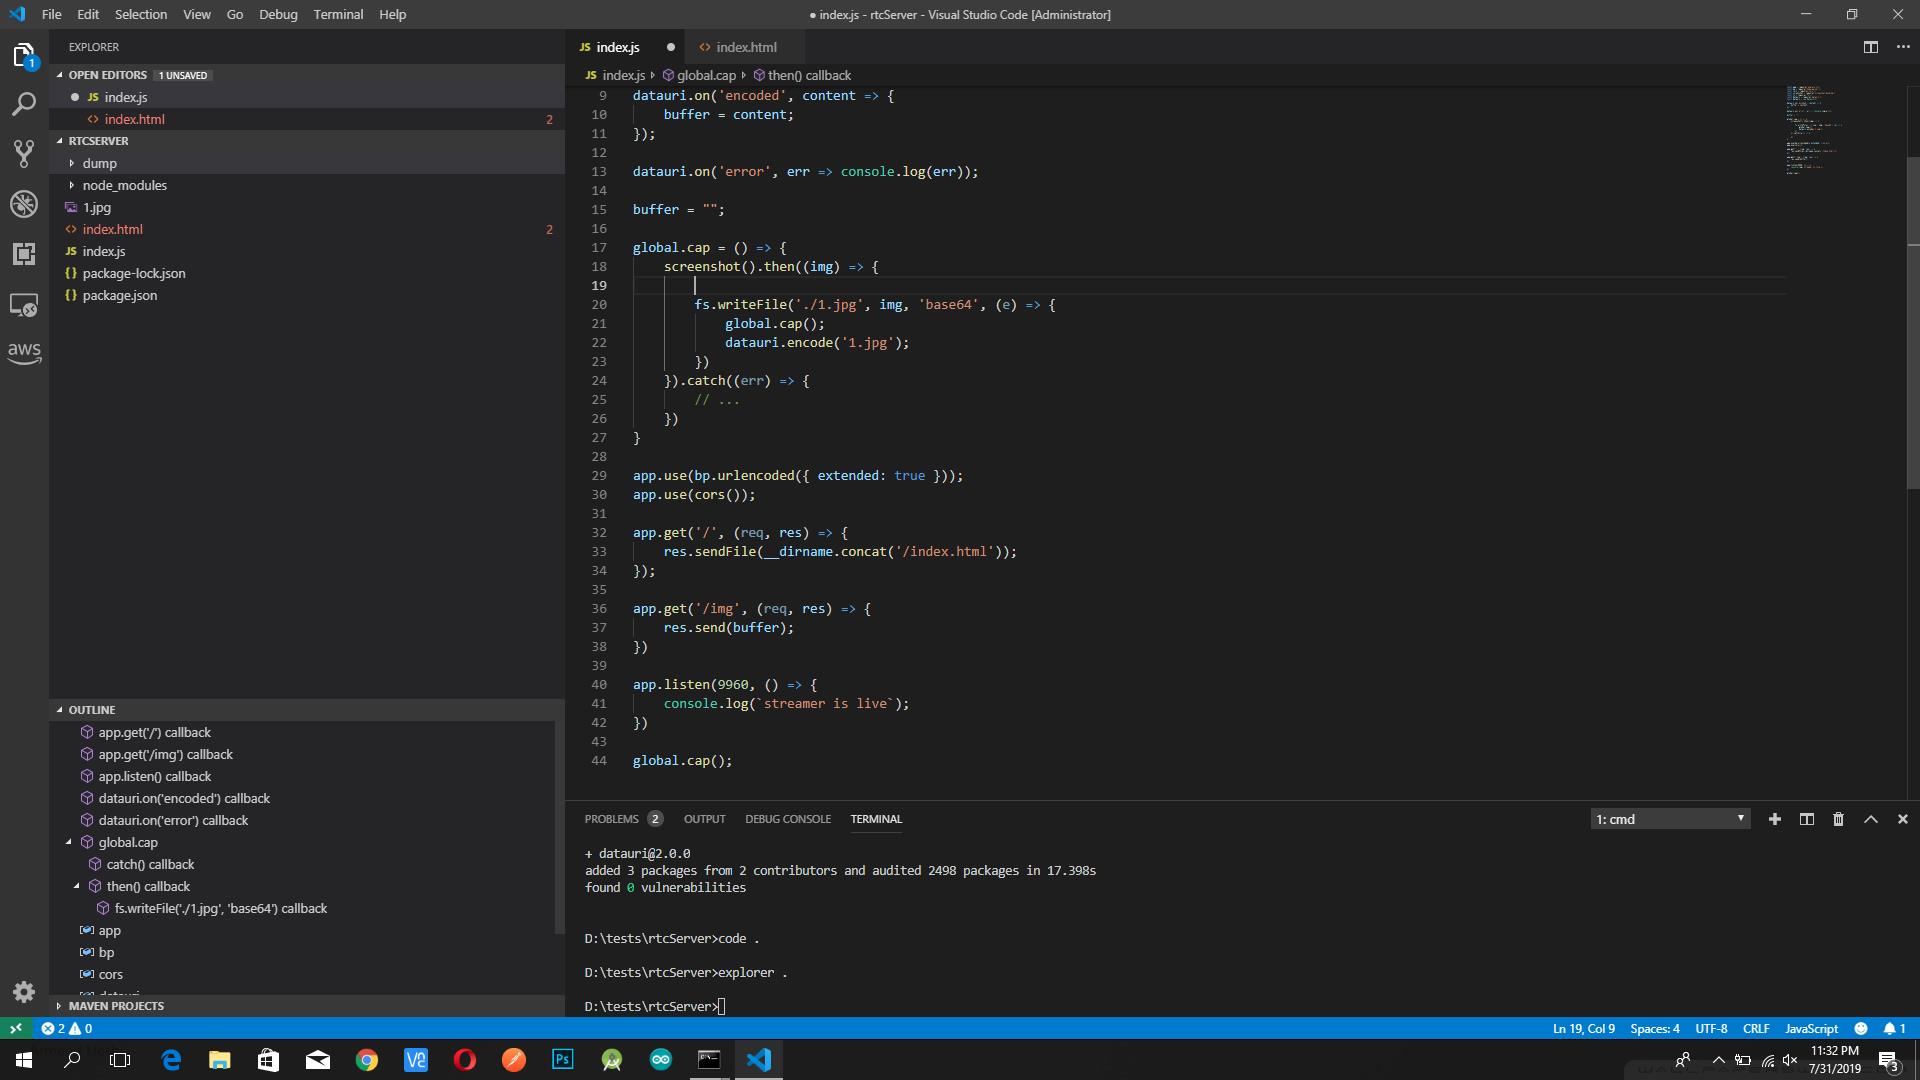 File Edit Selection View Go Debug Terminal Help
● index.js - rtcServer - Visual Studio Code [Administrator]
EXPLORER
OPEN EDITORS 1 UNSAVED
JS index.js
<> index.html 2
RTCSERVER
dump
node_modules
1.jpg
<> index.html 2
JS index.js
{} package-lock.json
{} package.json
OUTLINE
app.get('/') callback
app.get('/img') callback
app.listen() callback
datauri.on('encoded') callback
datauri.on('error') callback
global.cap
catch() callback
then() callback
fs.writeFile('./1.jpg', 'base64') callback
app
bp
cors
MAVEN PROJECTS
1
aws
JS index.js ● <> index.html
JS index.js global.cap then() callback
9 datauri.on('encoded', content => {
10 buffer = content;
11 });
12
13 datauri.on('error', err => console.log(err));
14
15 buffer = "";
16
17 global.cap = () => {
18 screenshot().then((img) => {
19
20 fs.writeFile('./1.jpg', img, 'base64', (e) => {
21 global.cap();
22 datauri.encode('1.jpg');
23 })
24 }).catch((err) => {
25 // ...
26 })
27 }
28
29 app.use(bp.urlencoded({ extended: true }));
30 app.use(cors());
31
32 app.get('/', (req, res) => {
33 res.sendFile(__dirname.concat('/index.html'));
34 });
35
36 app.get('/img', (req, res) => {
37 res.send(buffer);
38 })
39
40 app.listen(9960, () => {
41 console.log(`streamer is live`);
42 })
43
44 global.cap();
PROBLEMS 2 OUTPUT DEBUG CONSOLE TERMINAL 1: cmd
+ datauri@2.0.0
added 3 packages from 2 contributors and audited 2498 packages in 17.398s
found 0 vulnerabilities
D:\tests\rtcServer>code .
D:\tests\rtcServer>explorer .
D:\tests\rtcServer>
2 0 Ln 19, Col 9 Spaces: 4 UTF-8 CRLF JavaScript 1
Ps
11:32 PM
7/31/2019
3